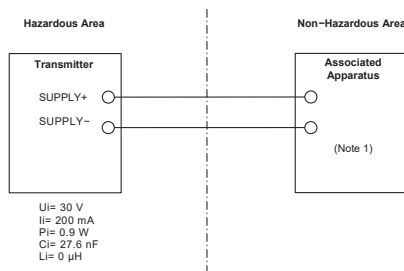 Hazardous Area
Non−Hazardous Area
Transmitter
SUPPLY+
SUPPLY−
Associated
Apparatus
(Note 1)
Ui= 30 V
Ii= 200 mA
Pi= 0.9 W
Ci= 27.6 nF
Li= 0 µH